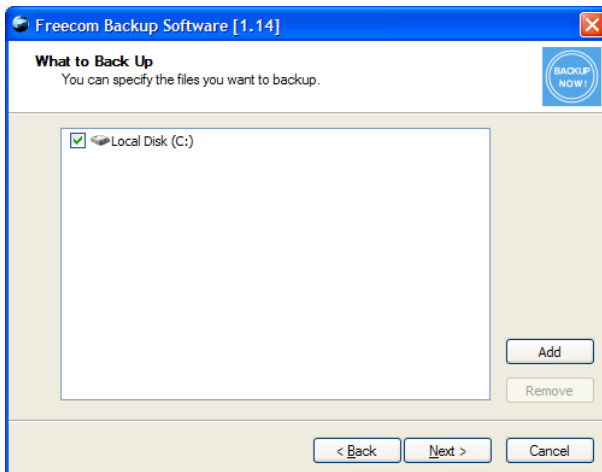 Freecom Backup Software [1.14]
What to Back Up
You can specify the files you want to backup.
BACKUP
NOW!
Local Disk (C:)
Add
Remove
< Back
Next >
Cancel